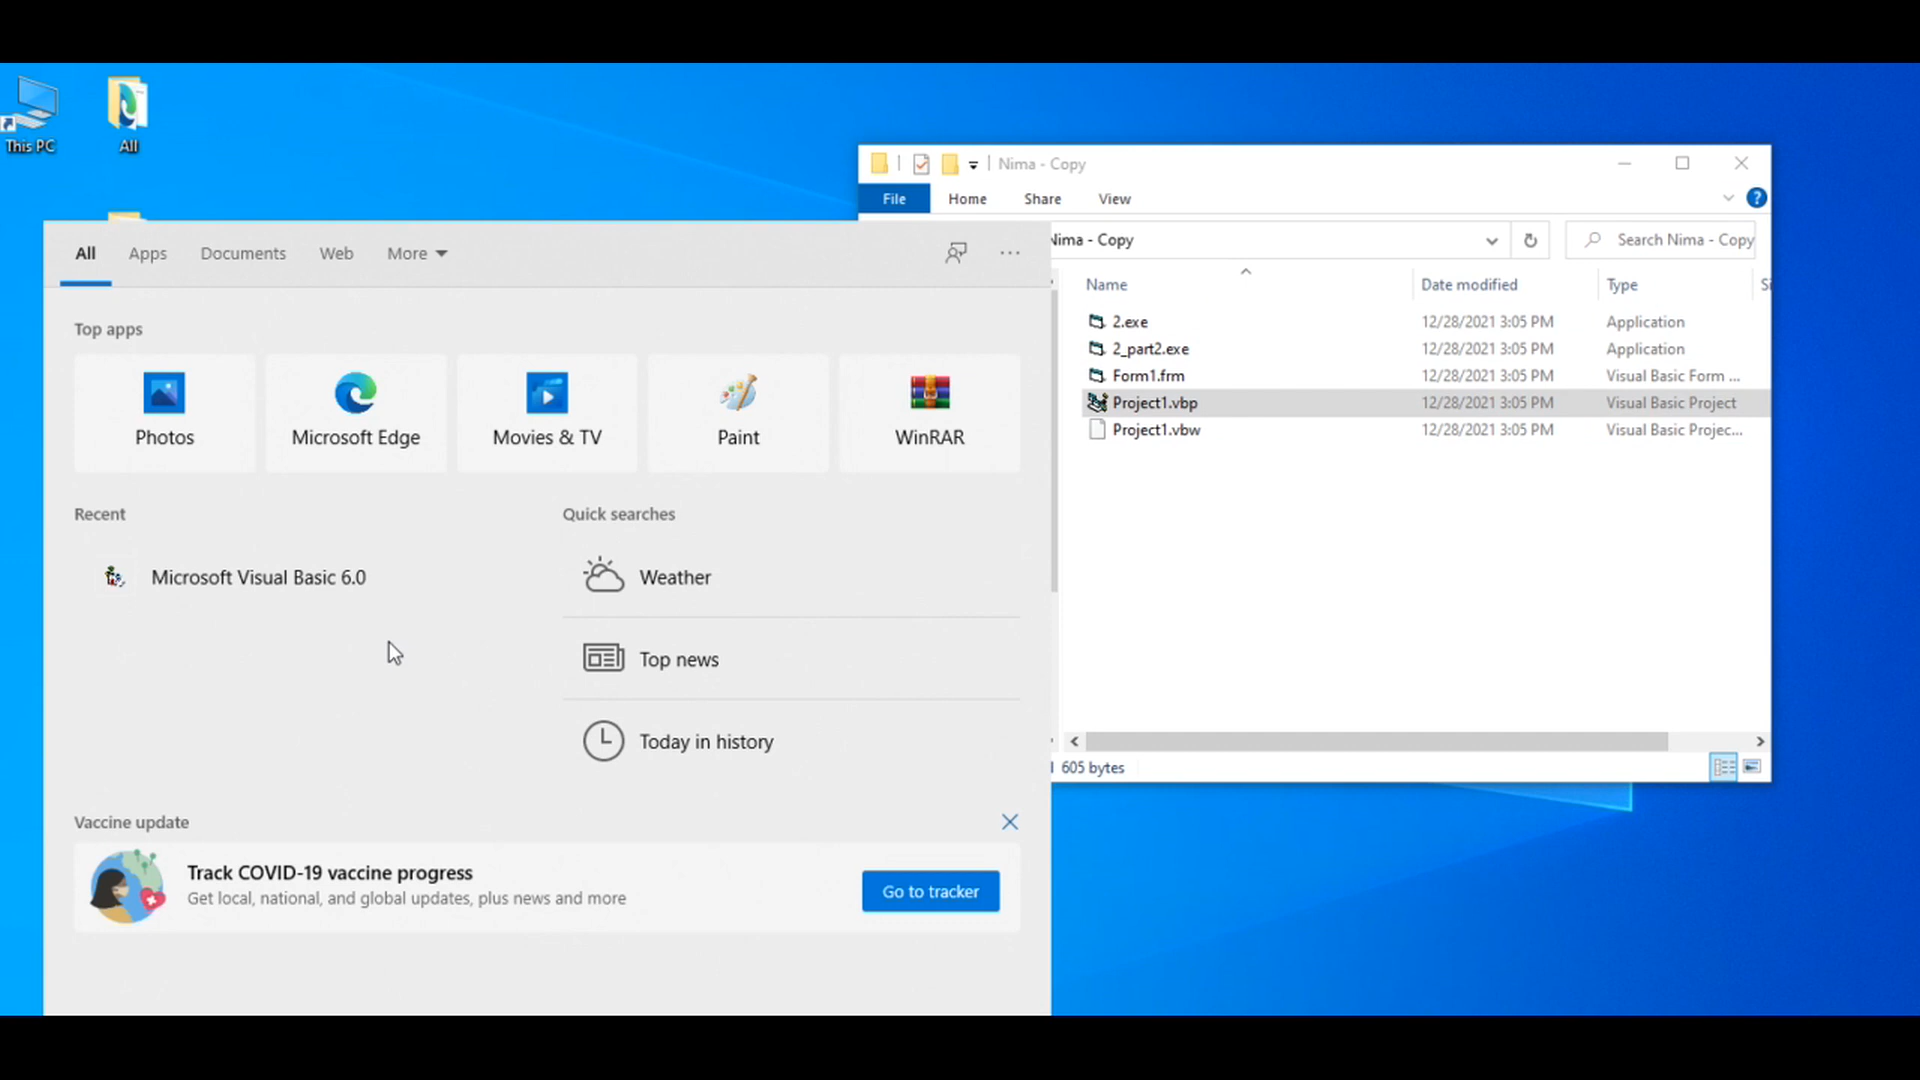 This PC
All
Nima - Copy
File
Home
Share
View
Nima - Copy
Search Nima - Copy
Name
Date modified
Type
2.exe
12/28/2021 3:05 PM
Application
2_part2.exe
12/28/2021 3:05 PM
Application
Form1.frm
12/28/2021 3:05 PM
Visual Basic Form ...
Project1.vbp
12/28/2021 3:05 PM
Visual Basic Project
Project1.vbw
12/28/2021 3:05 PM
Visual Basic Projec...
605 bytes
All
Apps
Documents
Web
More
Top apps
Photos
Microsoft Edge
Movies & TV
Paint
WinRAR
Recent
Microsoft Visual Basic 6.0
Quick searches
Weather
Top news
Today in history
Vaccine update
Track COVID-19 vaccine progress
Get local, national, and global updates, plus news and more
Go to tracker